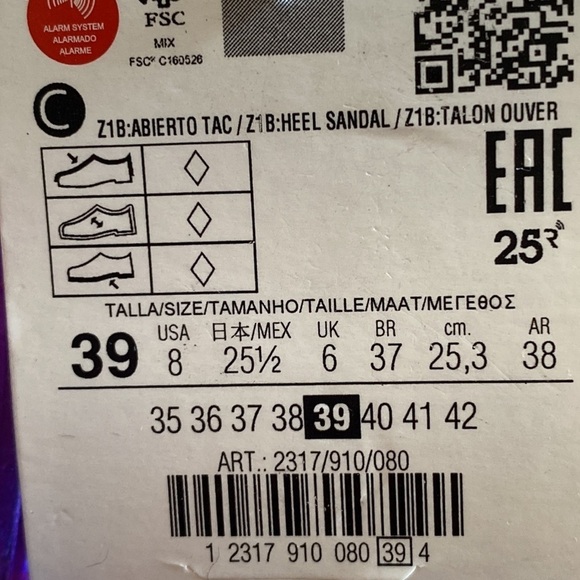 ALARM SYSTEM
ALARMADO
ALARME
FSC
MIX
FSC® C160526
C
Z1B:ABIERTO TAC / Z1B:HEEL SANDAL / Z1B:TALON OUVER
EAC
25
TALLA/SIZE/TAMANHO/TAILLE/MAAT/ΜΕΓΕΘΟΣ
USA 日本/MEX UK BR cm. AR
39 8 25½ 6 37 25,3 38
35 36 37 38 39 40 41 42
ART.: 2317/910/080
1 2317 910 080 39 4